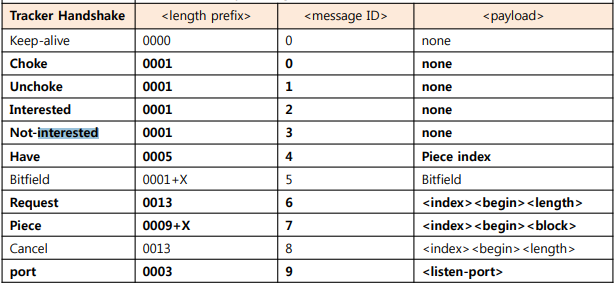 Tracker Handshake <length prefix> <message ID> <payload>
Keep-alive 0000 0 none
Choke 0001 0 none
Unchoke 0001 1 none
Interested 0001 2 none
Not-interested 0001 3 none
Have 0005 4 Piece index
Bitfield 0001+X 5 Bitfield
Request 0013 6 <index><begin><length>
Piece 0009+X 7 <index><begin><block>
Cancel 0013 8 <index><begin><length>
port 0003 9 <listen-port>